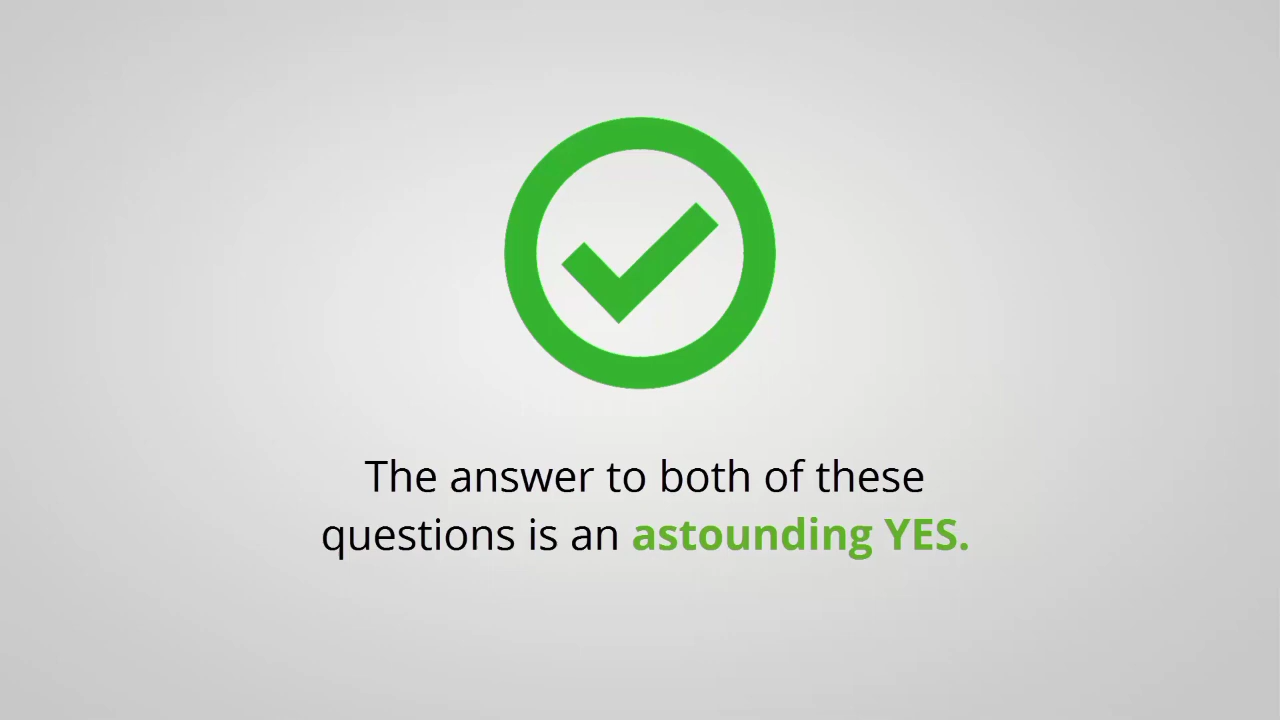 The answer to both of these
questions is an astounding YES.